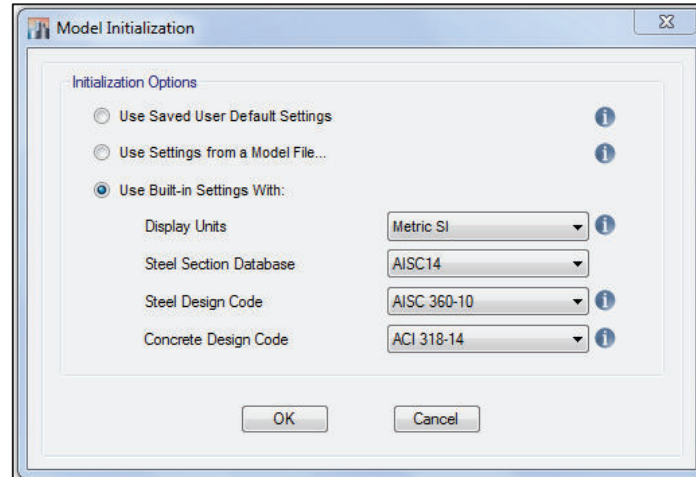 Model Initialization
Initialization Options
Use Saved User Default Settings
Use Settings from a Model File...
Use Built-in Settings With:
Display Units Metric SI
Steel Section Database AISC14
Steel Design Code AISC 360-10
Concrete Design Code ACI 318-14
OK Cancel